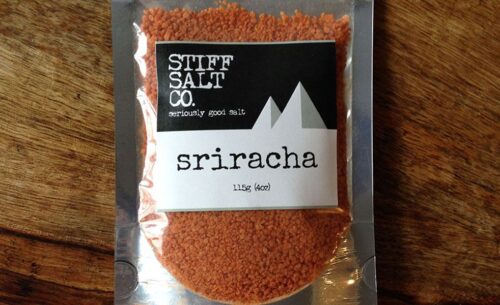 STIFF
SALT
CO.
seriously good salt
sriracha
115g (4oz)